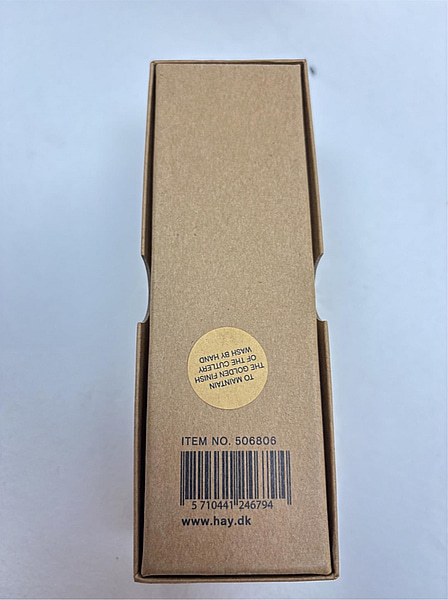 TO MAINTAIN
THE GOLDEN FINISH
OF THE CUTLERY
WASH BY HAND
ITEM NO. 506806
5 710441 246794
www.hay.dk